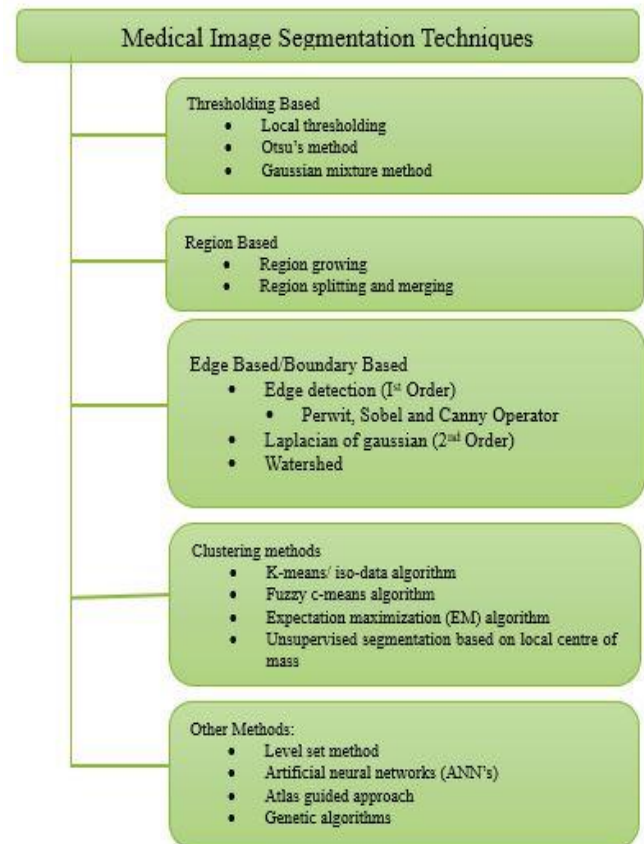 Medical Image Segmentation Techniques
Thresholding Based
• Local thresholding
• Otsu's method
• Gaussian mixture method
Region Based
• Region growing
• Region splitting and merging
Edge Based/Boundary Based
• Edge detection (Iˢᵗ Order)
• Perwit, Sobel and Canny Operator
• Laplacian of gaussian (2ⁿᵈ Order)
• Watershed
Clustering methods
• K-means/ iso-data algorithm
• Fuzzy c-means algorithm
• Expectation maximization (EM) algorithm
• Unsupervised segmentation based on local centre of
mass
Other Methods:
• Level set method
• Artificial neural networks (ANN's)
• Atlas guided approach
• Genetic algorithms